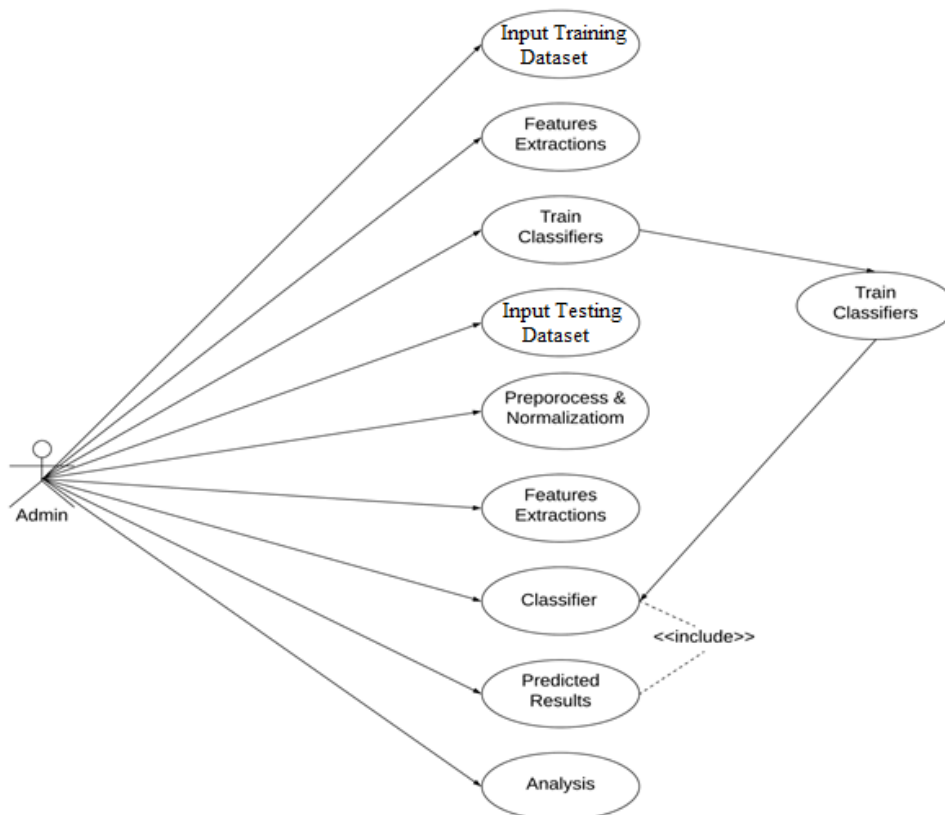 Input Training
Dataset
Features
Extractions
Train
Classifiers
Train
Classifiers
Input Testing
Dataset
Preporocess &
Normalizatiom
Admin
Features
Extractions
Classifier
<<include>>
Predicted
Results
Analysis